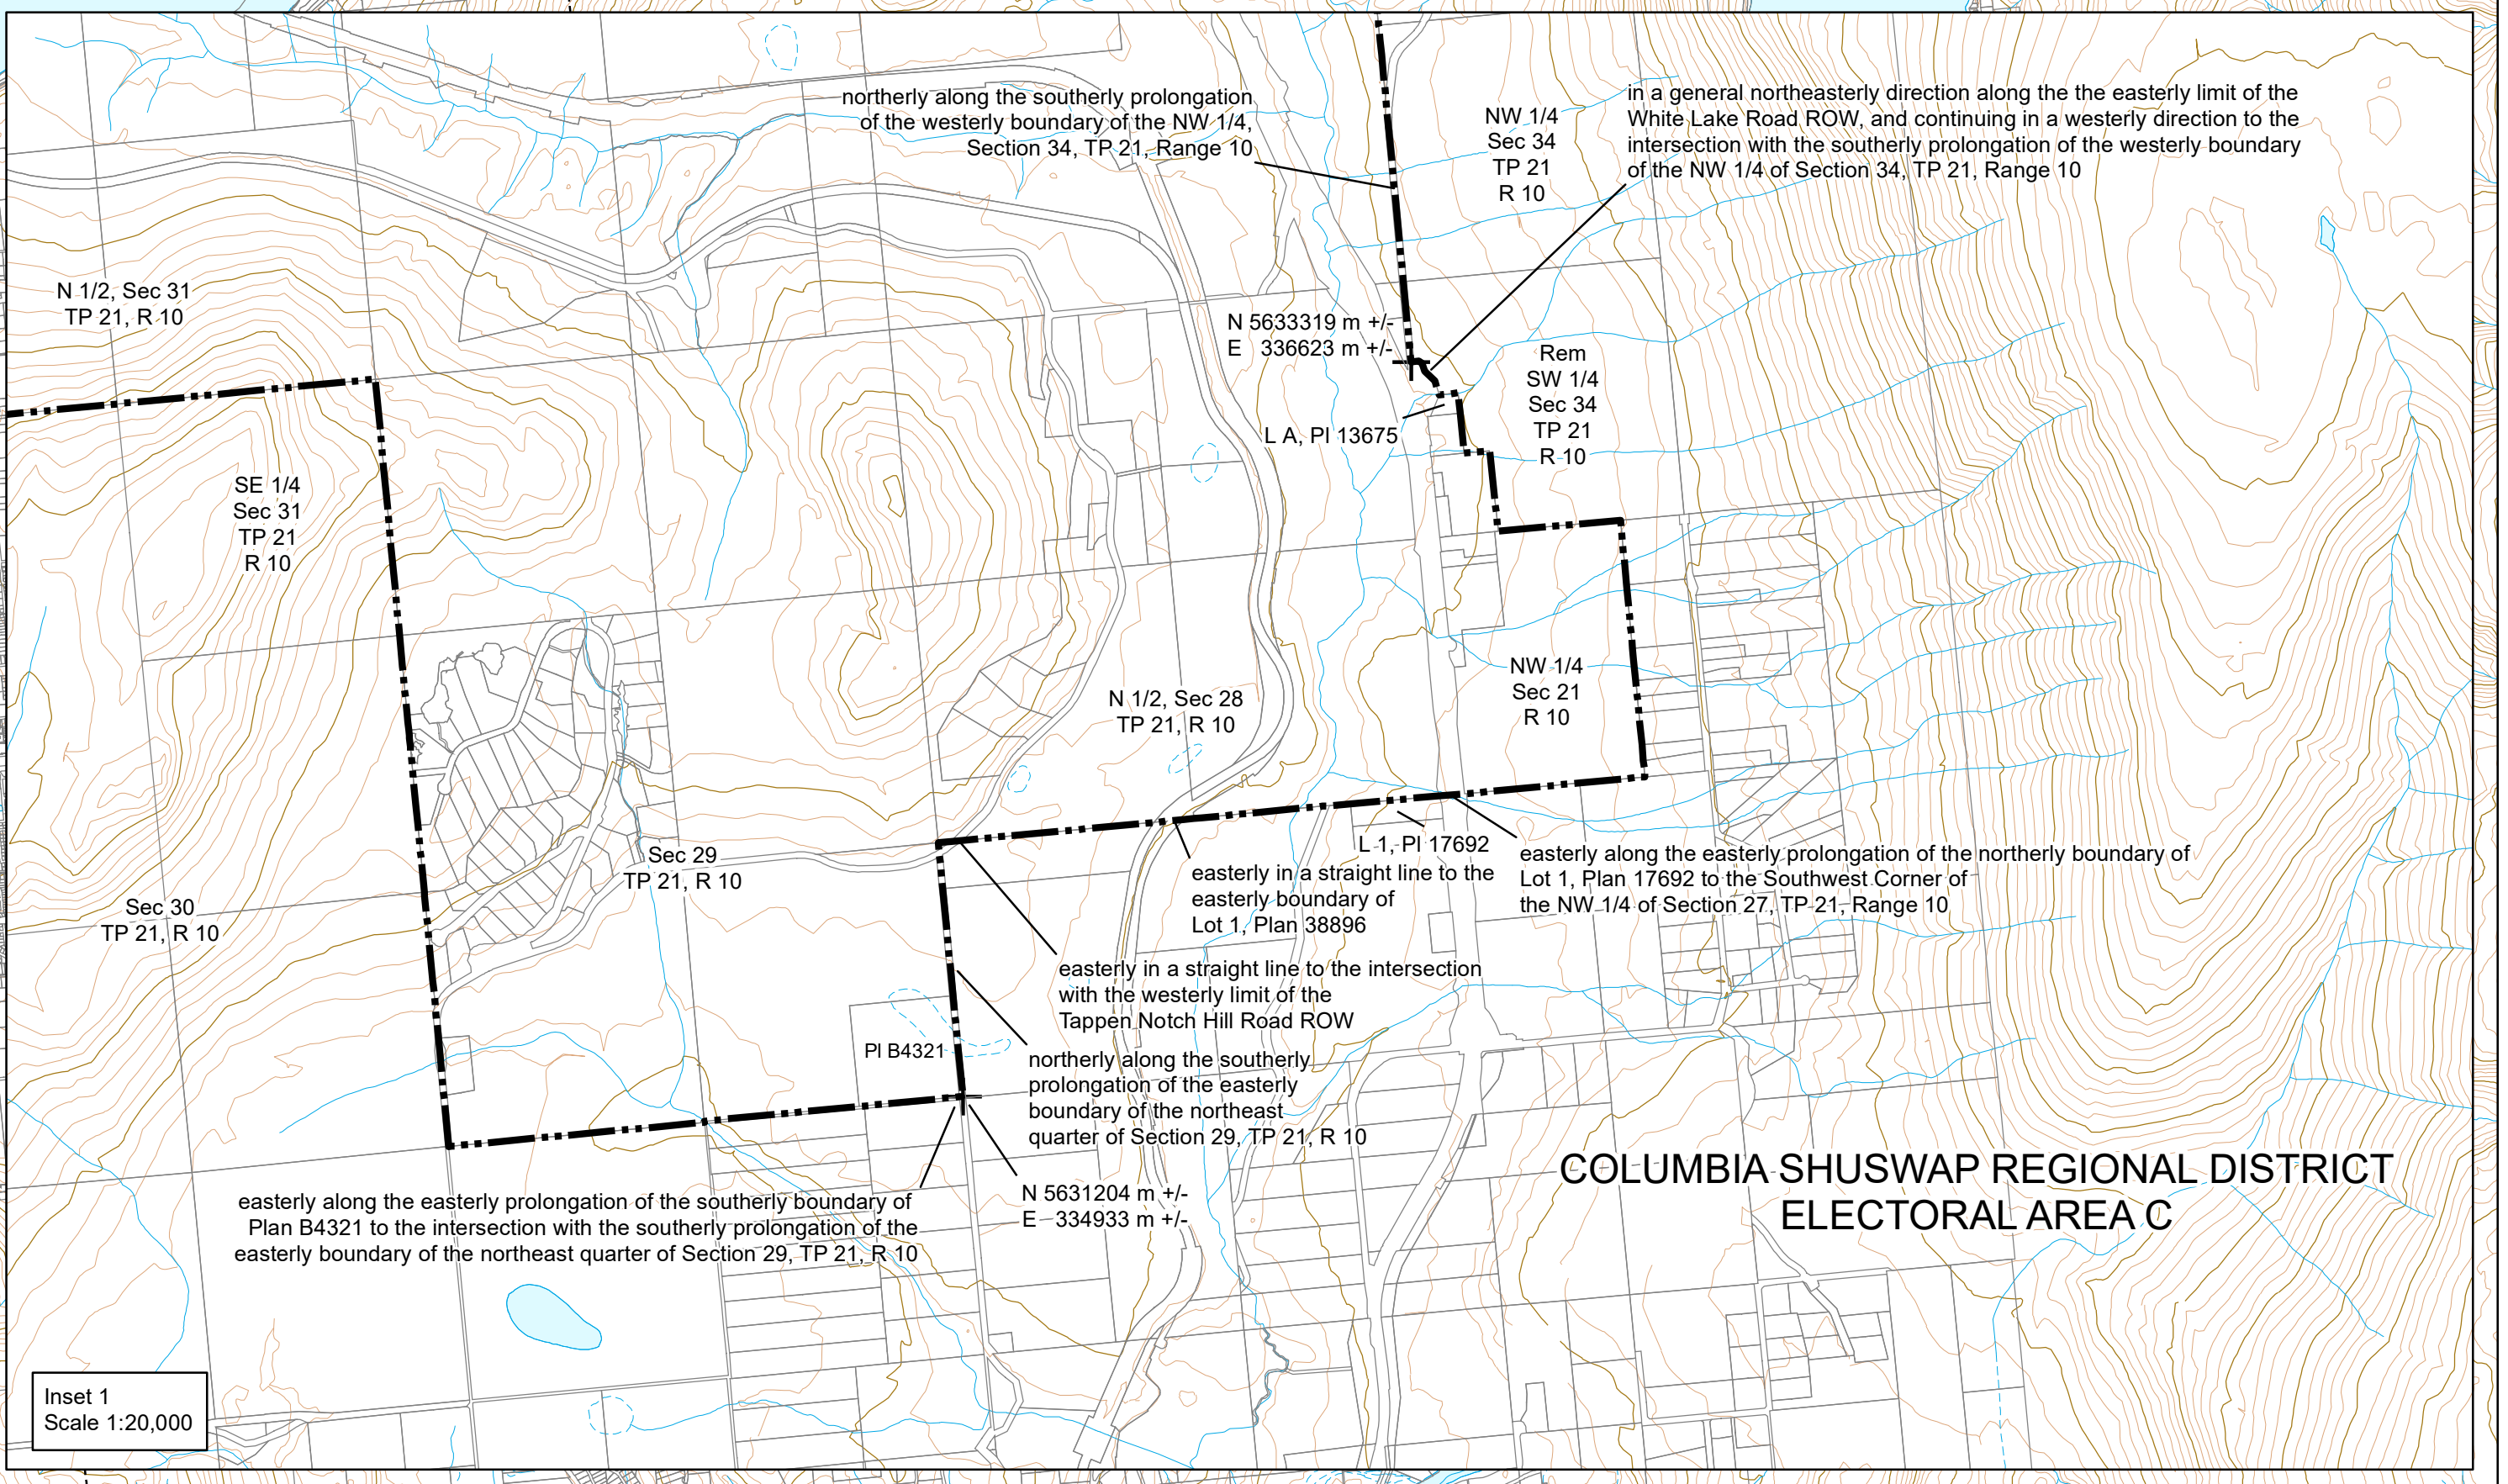 northerly along the southerly prolongation
of the westerly boundary of the NW 1/4,
Section 34, TP 21, Range 10
NW 1/4
Sec 34
TP 21
R 10
in a general northeasterly direction along the the easterly limit of the
White Lake Road ROW, and continuing in a westerly direction to the
intersection with the southerly prolongation of the westerly boundary
of the NW 1/4 of Section 34, TP 21, Range 10
N 1/2, Sec 31
TP 21, R 10
N 5633319 m +/-
E 336623 m +/-
Rem
SW 1/4
Sec 34
TP 21
R 10
L A, Pl 13675
SE 1/4
Sec 31
TP 21
R 10
N 1/2, Sec 28
TP 21, R 10
NW 1/4
Sec 21
R 10
Sec 29
TP 21, R 10
L 1, Pl 17692
easterly in a straight line to the
easterly boundary of
Lot 1, Plan 38896
easterly along the easterly prolongation of the northerly boundary of
Lot 1, Plan 17692 to the Southwest Corner of
the NW 1/4 of Section 27, TP 21, Range 10
Sec 30
TP 21, R 10
easterly in a straight line to the intersection
with the westerly limit of the
Tappen Notch Hill Road ROW
Pl B4321
northerly along the southerly
prolongation of the easterly
boundary of the northeast
quarter of Section 29, TP 21, R 10
COLUMBIA SHUSWAP REGIONAL DISTRICT
ELECTORAL AREA C
easterly along the easterly prolongation of the southerly boundary of
Plan B4321 to the intersection with the southerly prolongation of the
easterly boundary of the northeast quarter of Section 29, TP 21, R 10
N 5631204 m +/-
E 334933 m +/-
Inset 1
Scale 1:20,000